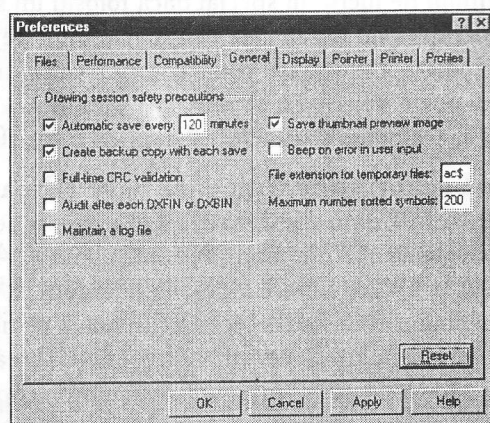 Preferences
Files Performance Compatibility General Display Pointer Printer Profiles
Drawing session safety precautions
Automatic save every 120 minutes
Create backup copy with each save
Full-time CRC validation
Audit after each DXFIN or DXBIN
Maintain a log file
Save thumbnail preview image
Beep on error in user input
File extension for temporary files: ac$
Maximum number sorted symbols: 200
Reset
OK Cancel Apply Help